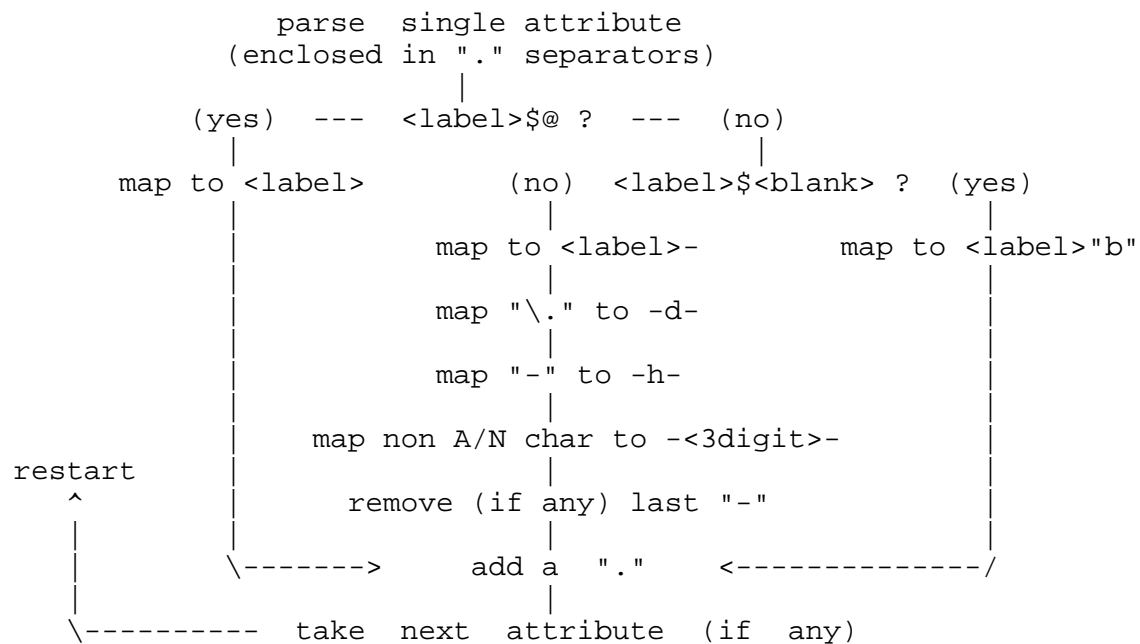 parse single attribute
(enclosed in "." separators)
|
(yes) --- <label>$@ ? --- (no)
| |
map to <label> (no) <label>$<blank> ? (yes)
| | |
| map to <label>- map to <label>"b"
| | |
| map "\." to -d- |
| | |
| map "-" to -h- |
| | |
| map non A/N char to -<3digit>- |
restart | | |
^ | remove (if any) last "-" |
| | | |
| \-------> add a "." <--------------/
| |
\---------- take next attribute (if any)